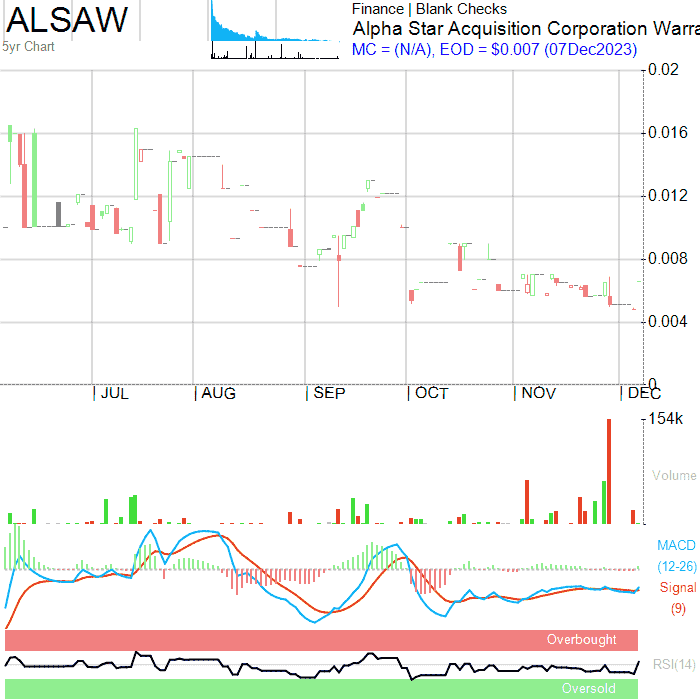 ALSAW
5yr Chart
Finance | Blank Checks
Alpha Star Acquisition Corporation Warra
MC = (N/A), EOD = $0.007 (07Dec2023)
0.02
0.016
0.012
0.008
0.004
0
JUL AUG SEP OCT NOV DEC
154k
Volume
MACD
(12-26)
Signal
(9)
Overbought
RSI(14)
Oversold